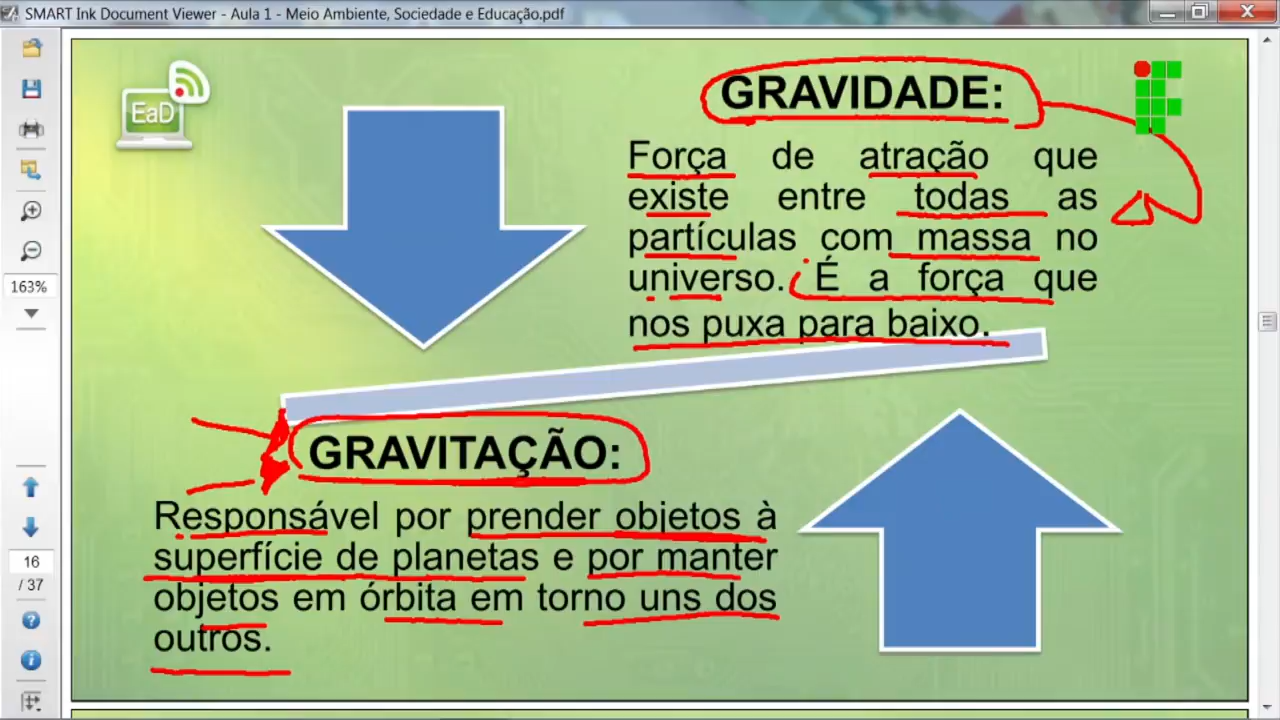 SMART Ink Document Viewer - Aula 1 - Meio Ambiente, Sociedade e Educação.pdf
EaD
GRAVIDADE:
Força de atração que
existe entre todas as
partículas com massa no
universo. É a força que
nos puxa para baixo.
163%
GRAVITAÇÃO:
Responsável por prender objetos à
superfície de planetas e por manter
objetos em órbita em torno uns dos
outros.
16
/ 37